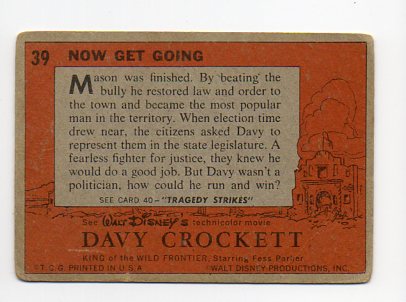 39 NOW GET GOING
Mason was finished. By beating the
bully he restored law and order to
the town and became the most popular
man in the territory. When election time
drew near, the citizens asked Davy to
represent them in the state legislature. A
fearless fighter for justice, they knew he
would do a good job. But Davy wasn't a
politician, how could he run and win?
SEE CARD 40—"TRAGEDY STRIKES"
See Walt Disney's technicolor movie
DAVY CROCKETT
KING of the WILD FRONTIER, Starring Fess Parker
© T.C.G. PRINTED IN U.S.A. © WALT DISNEY PRODUCTIONS, INC.